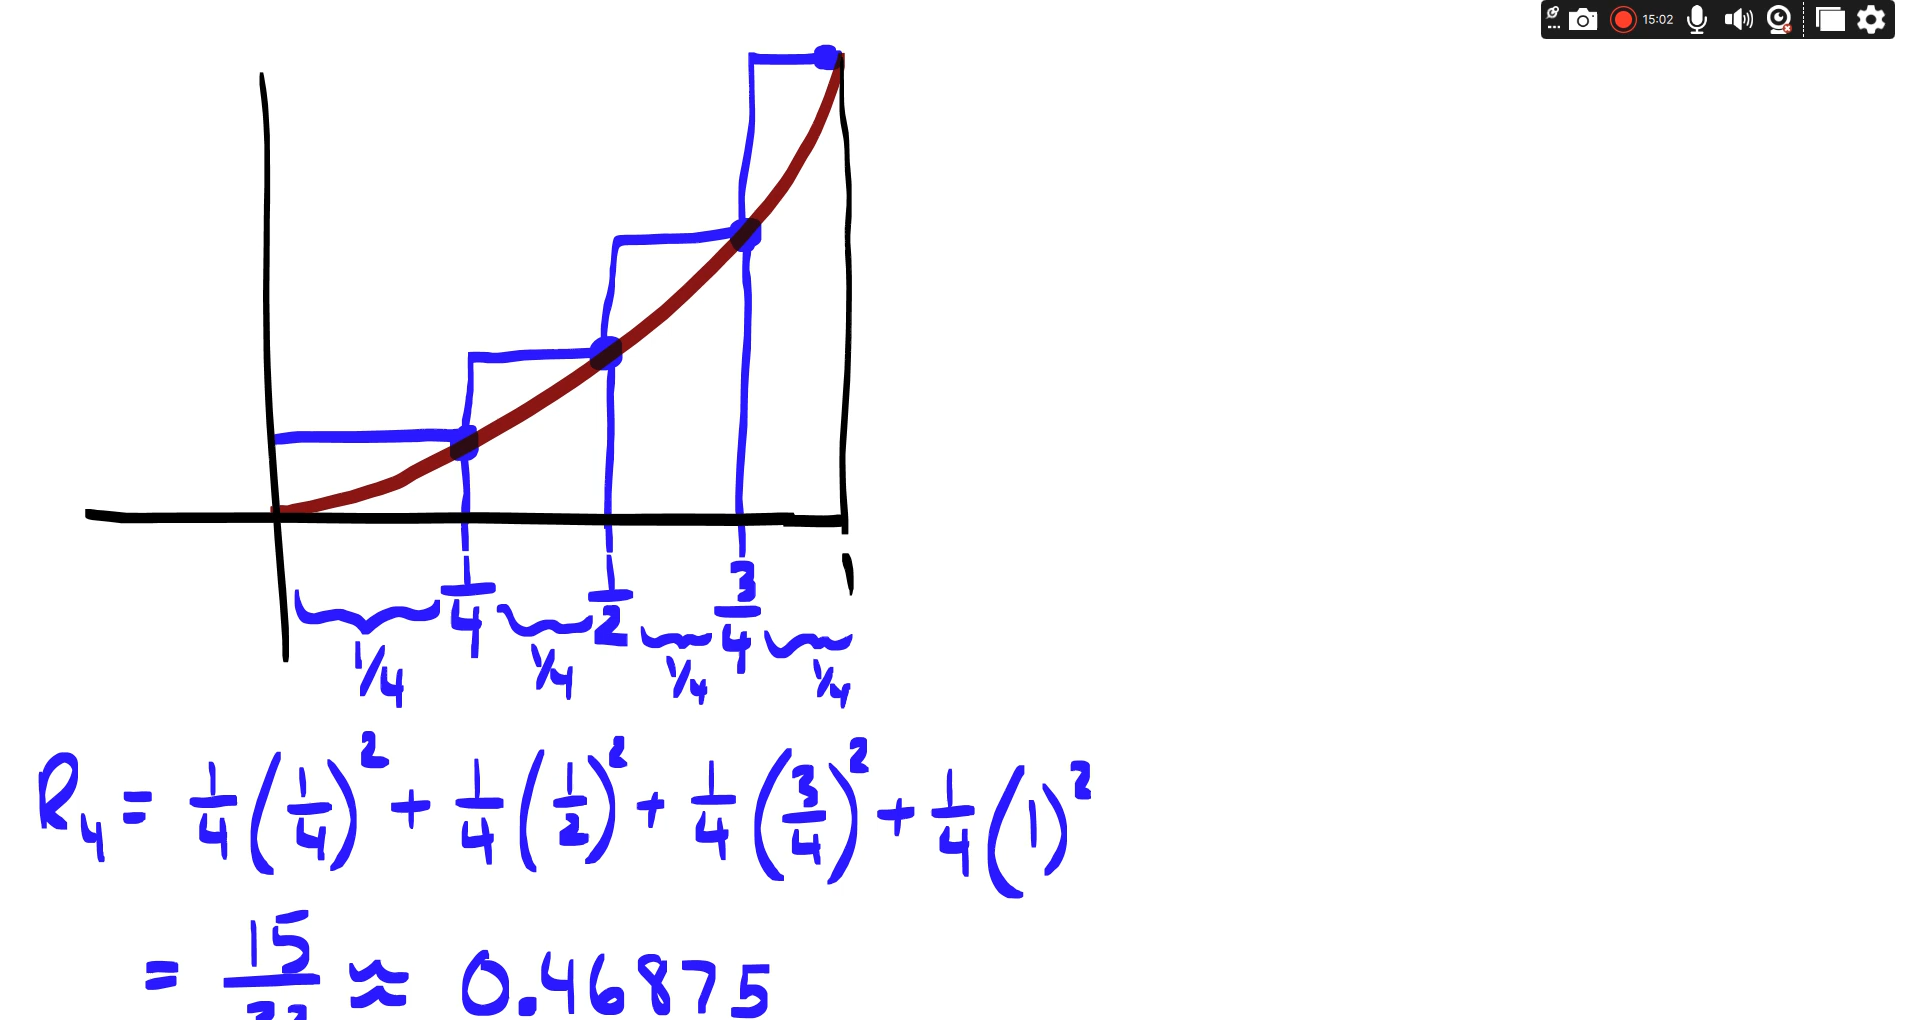 15:02
1/4 1/2 3/4 1
1/4 1/4 1/4 1/4
R₄ = 1/4 (1/4)² + 1/4 (1/2)² + 1/4 (3/4)² + 1/4 (1)²
= 15/32 ≈ 0.46875